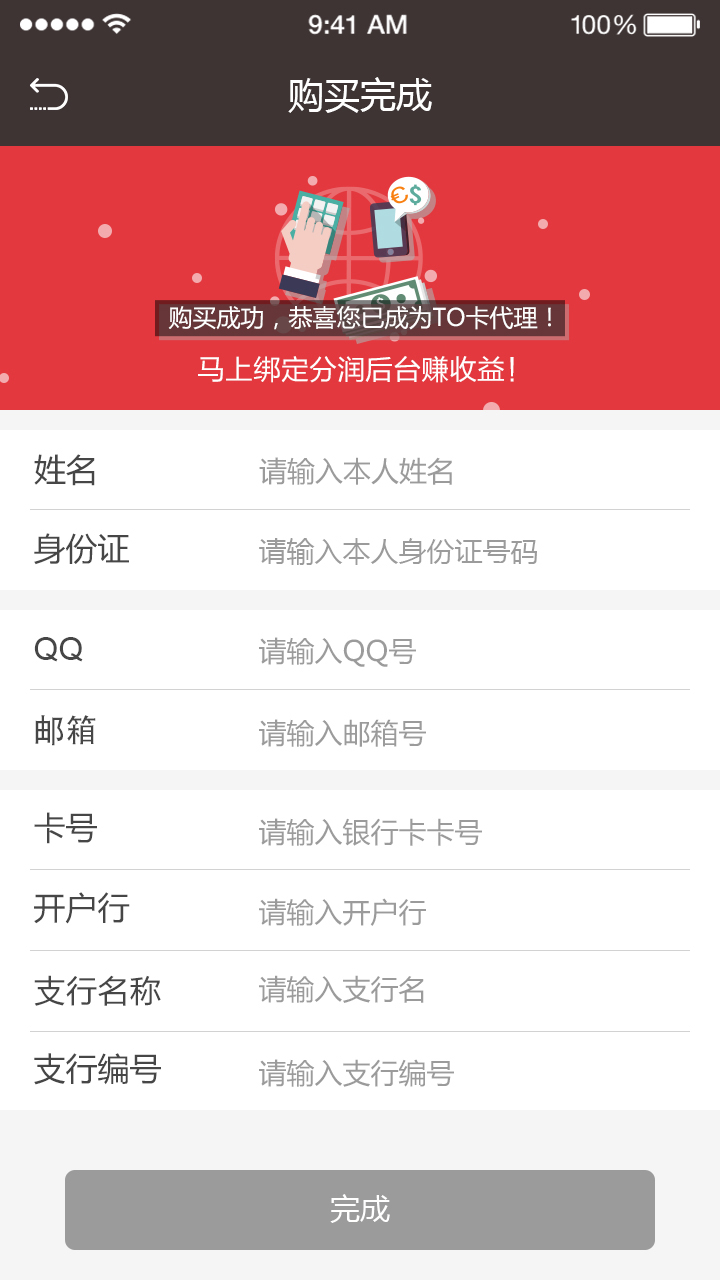 9:41 AM
100%
购买完成
€$
购买成功，恭喜您已成为TO卡代理！
马上绑定分润后台赚收益！
姓名 请输入本人姓名
身份证 请输入本人身份证号码
QQ 请输入QQ号
邮箱 请输入邮箱号
卡号 请输入银行卡卡号
开户行 请输入开户行
支行名称 请输入支行名
支行编号 请输入支行编号
完成